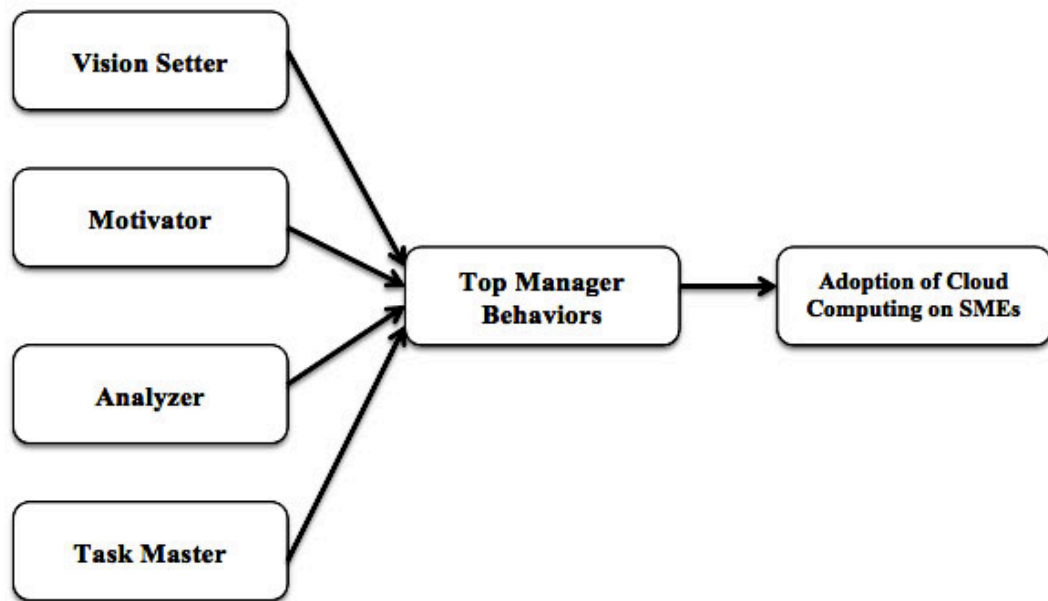 Vision Setter
Motivator
Analyzer
Task Master
Top Manager
Behaviors
Adoption of Cloud
Computing on SMEs